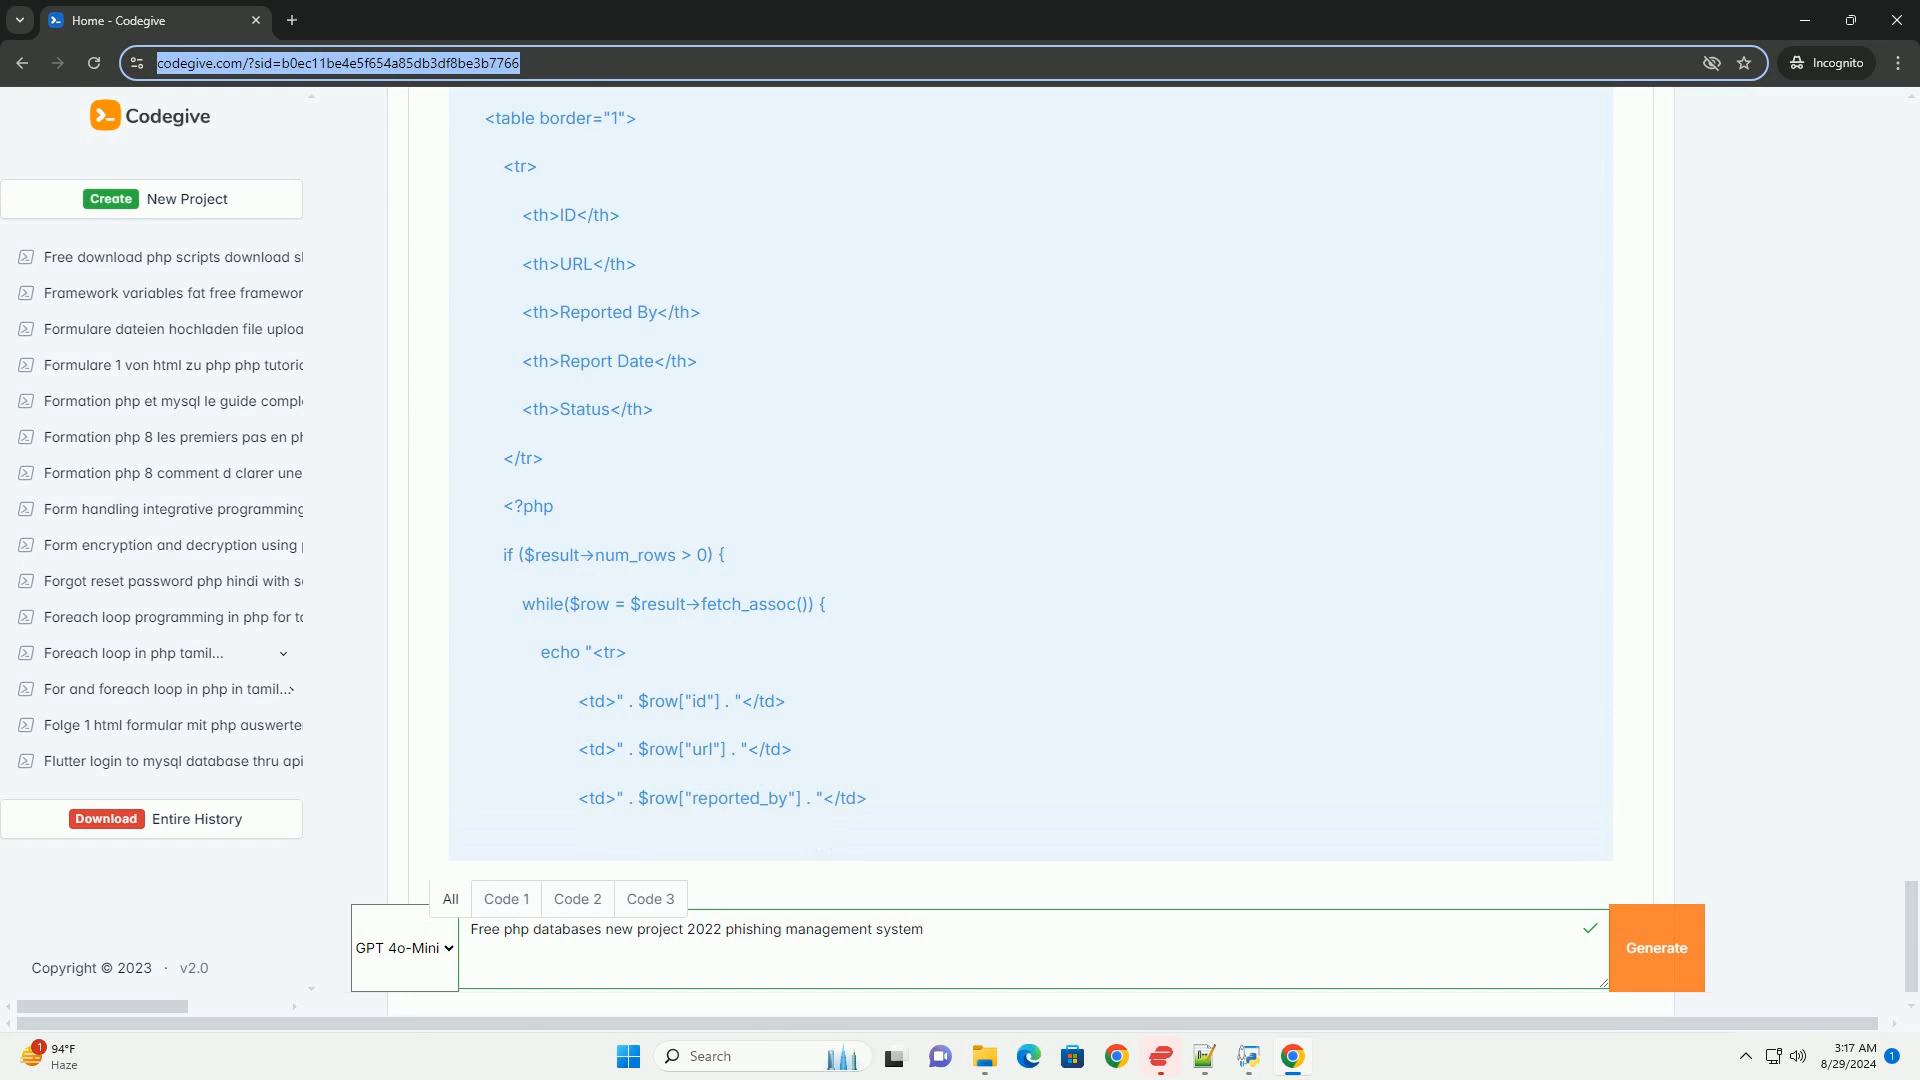 Home - Codegive
codegive.com/?sid=b0ec11be4e5f654a85db3df8be3b7766
Incognito
Codegive
Create New Project
Free download php scripts download sl
Framework variables fat free framewor
Formulare dateien hochladen file uploa
Formulare 1 von html zu php php tutoria
Formation php et mysql le guide comple
Formation php 8 les premiers pas en ph
Formation php 8 comment d clarer une
Form handling integrative programming
Form encryption and decryption using p
Forgot reset password php hindi with so
Foreach loop programming in php for ta
Foreach loop in php tamil...
For and foreach loop in php in tamil...
Folge 1 html formular mit php auswerte
Flutter login to mysql database thru api
Download Entire History
Copyright © 2023 · v2.0
<table border="1">
<tr>
<th>ID</th>
<th>URL</th>
<th>Reported By</th>
<th>Report Date</th>
<th>Status</th>
</tr>
<?php
if ($result->num_rows > 0) {
while($row = $result->fetch_assoc()) {
echo "<tr>
<td>" . $row["id"] . "</td>
<td>" . $row["url"] . "</td>
<td>" . $row["reported_by"] . "</td>
All Code 1 Code 2 Code 3
GPT 4o-Mini
Free php databases new project 2022 phishing management system
Generate
1
94°F
Haze
Search
3:17 AM
8/29/2024
1